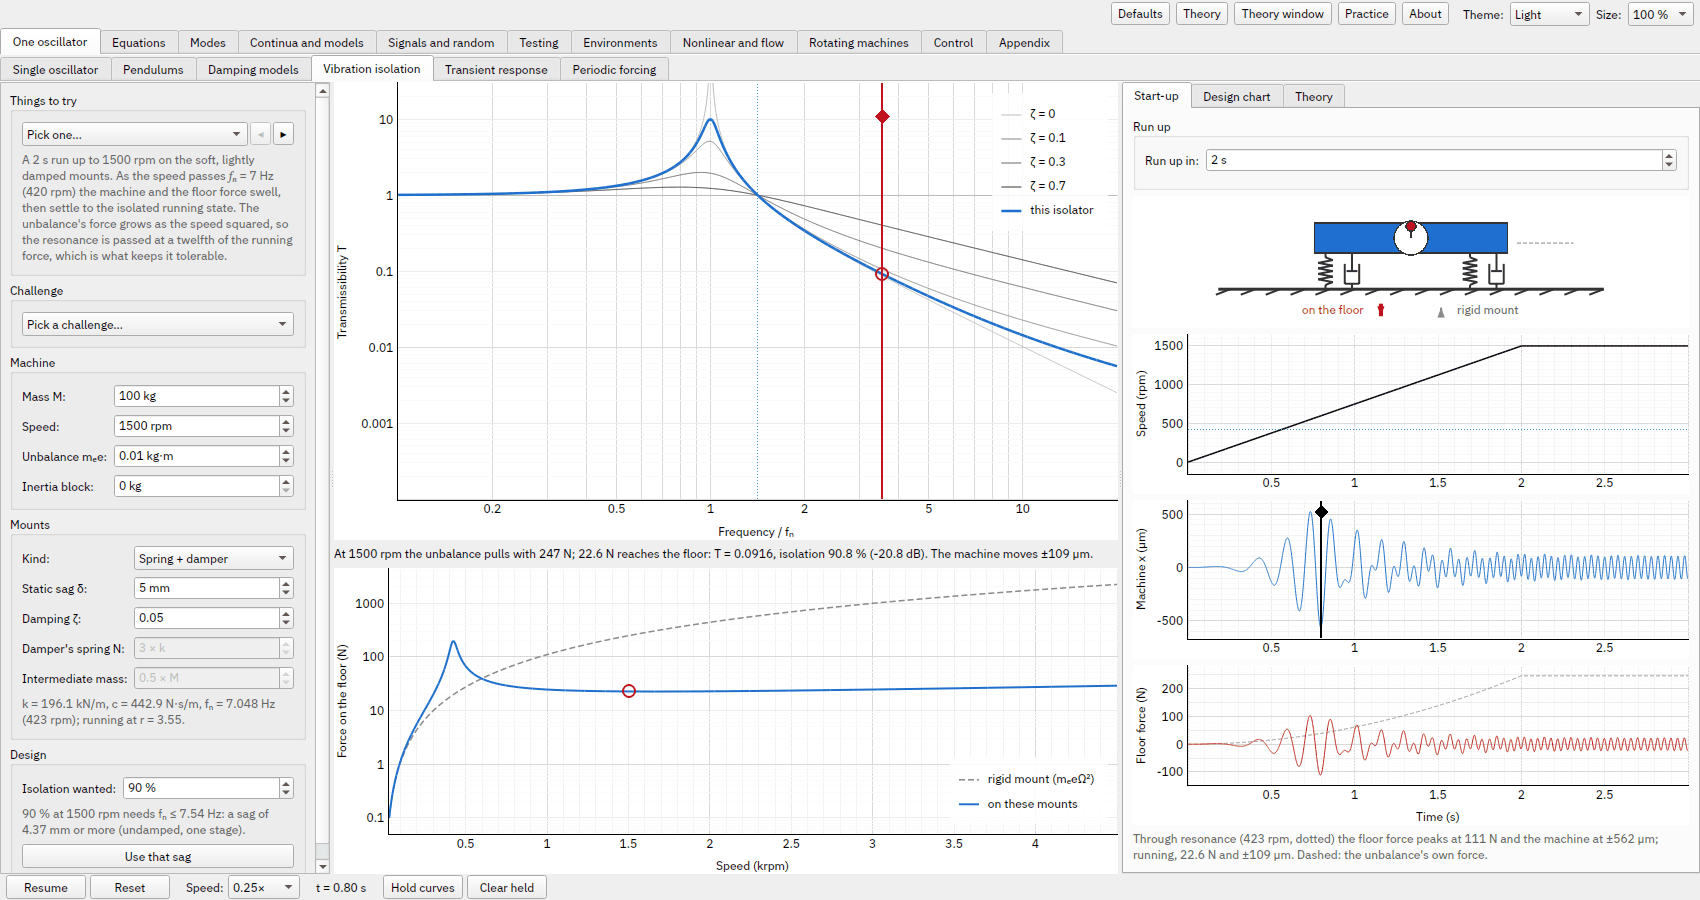 Defaults Theory Theory window Practice About Theme: Light Size: 100 %
One oscillator Equations Modes Continua and models Signals and random Testing Environments Nonlinear and flow Rotating machines Control Appendix
Single oscillator Pendulums Damping models Vibration isolation Transient response Periodic forcing
Things to try
Pick one...
A 2 s run up to 1500 rpm on the soft, lightly
damped mounts. As the speed passes fₙ = 7 Hz
(420 rpm) the machine and the floor force swell,
then settle to the isolated running state. The
unbalance's force grows as the speed squared, so
the resonance is passed at a twelfth of the running
force, which is what keeps it tolerable.
Challenge
Pick a challenge...
Machine
Mass M: 100 kg
Speed: 1500 rpm
Unbalance mₑe: 0.01 kg·m
Inertia block: 0 kg
Mounts
Kind: Spring + damper
Static sag δ: 5 mm
Damping ζ: 0.05
Damper's spring N: 3 × k
Intermediate mass: 0.5 × M
k = 196.1 kN/m, c = 442.9 N·s/m, fₙ = 7.048 Hz
(423 rpm); running at r = 3.55.
Design
Isolation wanted: 90 %
90 % at 1500 rpm needs fₙ ≤ 7.54 Hz: a sag of
4.37 mm or more (undamped, one stage).
Use that sag
Resume Reset Speed: 0.25× t = 0.80 s Hold curves Clear held
Transmissibility T
10
1
0.1
0.01
0.001
ζ = 0
ζ = 0.1
ζ = 0.3
ζ = 0.7
this isolator
0.2 0.5 1 2 5 10
Frequency / fₙ
At 1500 rpm the unbalance pulls with 247 N; 22.6 N reaches the floor: T = 0.0916, isolation 90.8 % (-20.8 dB). The machine moves ±109 µm.
Force on the floor (N)
1000
100
10
1
0.1
rigid mount (mₑeΩ²)
on these mounts
0.5 1 1.5 2 2.5 3 3.5 4
Speed (krpm)
Start-up Design chart Theory
Run up
Run up in: 2 s
on the floor rigid mount
Speed (rpm)
1500
1000
500
0
0.5 1 1.5 2 2.5
Machine x (µm)
500
0
-500
0.5 1 1.5 2 2.5
Floor force (N)
200
100
0
-100
0.5 1 1.5 2 2.5
Time (s)
Through resonance (423 rpm, dotted) the floor force peaks at 111 N and the machine at ±562 µm;
running, 22.6 N and ±109 µm. Dashed: the unbalance's own force.